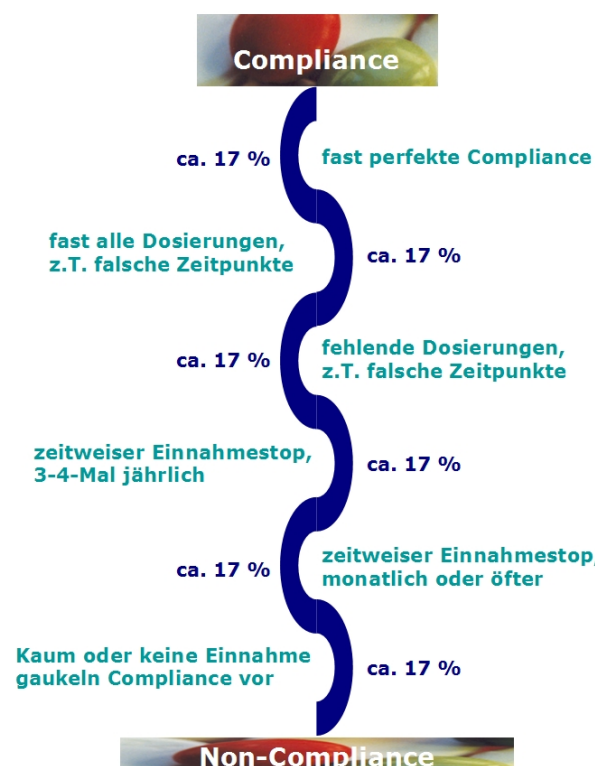 Compliance
ca. 17 %
fast perfekte Compliance
fast alle Dosierungen,
z.T. falsche Zeitpunkte
ca. 17 %
ca. 17 %
fehlende Dosierungen,
z.T. falsche Zeitpunkte
zeitweiser Einnahmestop,
3-4-Mal jährlich
ca. 17 %
ca. 17 %
zeitweiser Einnahmestop,
monatlich oder öfter
Kaum oder keine Einnahme
gaukeln Compliance vor
ca. 17 %
Non-Compliance